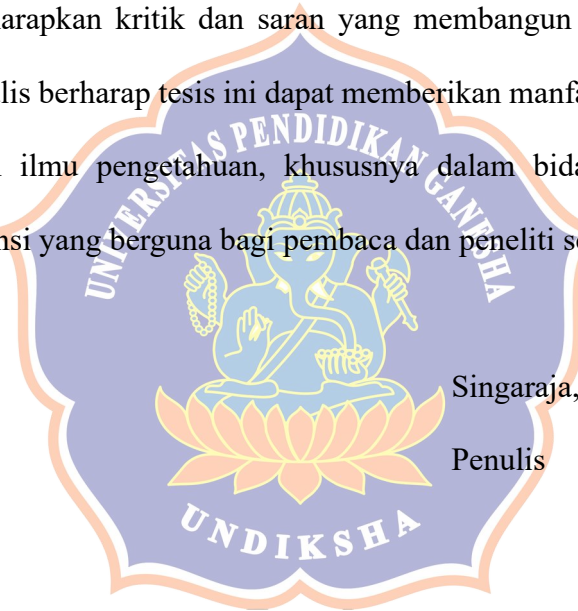 arapkan kritik dan saran yang membangun
lis berharap tesis ini dapat memberikan manfa
ilmu pengetahuan, khususnya dalam bida
nsi yang berguna bagi pembaca dan peneliti se
UNIVERSITAS PENDIDIKAN GANESHA
Singaraja,
Penulis
UNDIKSHA